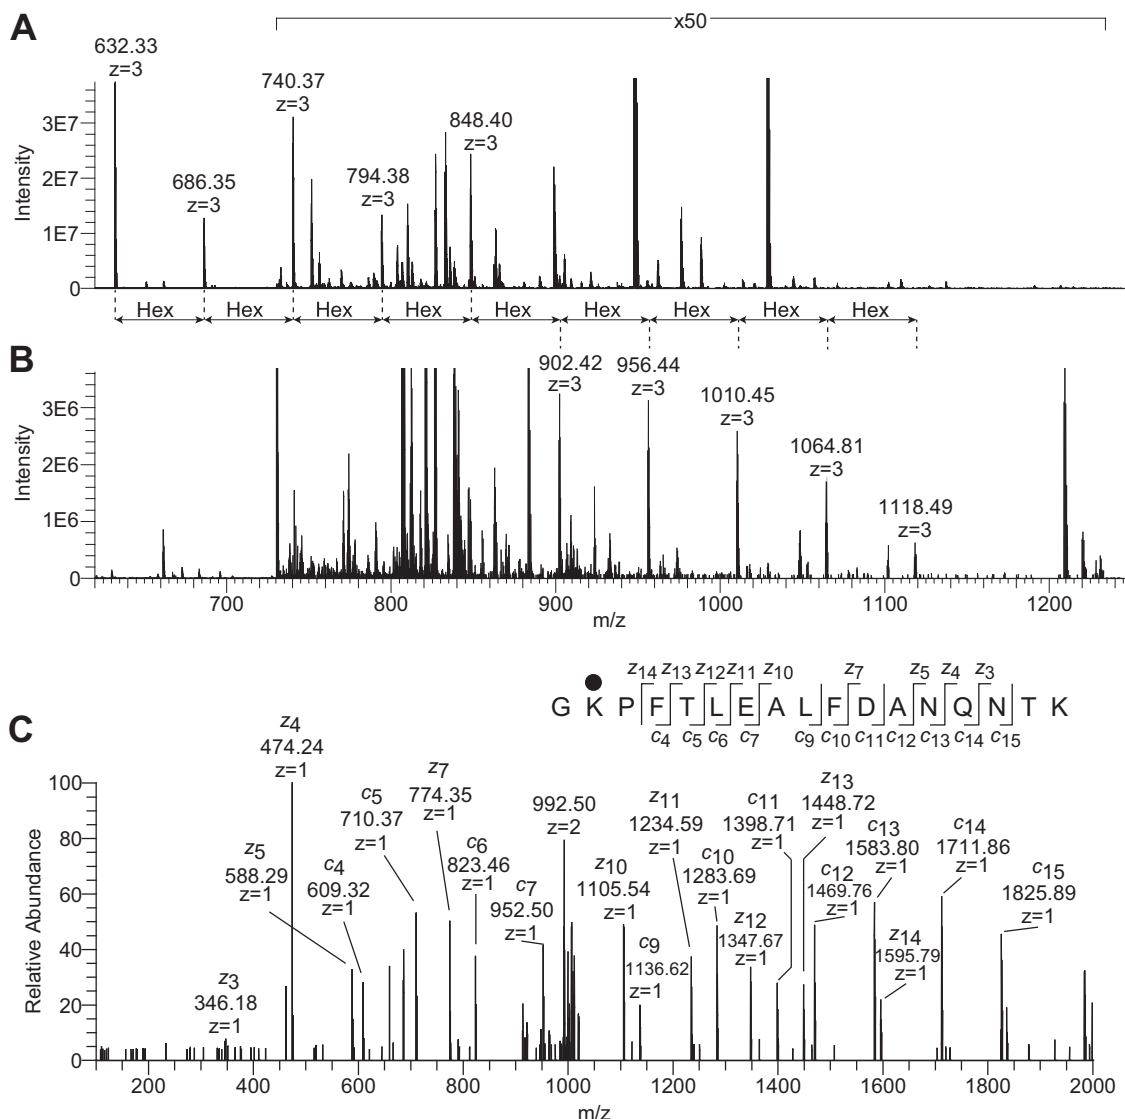 A
x50
632.33
z=3
740.37
z=3
848.40
z=3
686.35
z=3
794.38
z=3
Intensity
3E7
2E7
1E7
0
Hex Hex Hex Hex Hex Hex Hex Hex Hex
B
902.42
z=3
956.44
z=3
1010.45
z=3
1064.81
z=3
1118.49
z=3
Intensity
3E6
2E6
1E6
0
700 800 900 1000 1100 1200
m/z
z14 z13 z12 z11 z10 z7 z5 z4 z3
G K P F T L E A L F D A N Q N T K
c4 c5 c6 c7 c9 c10 c11 c12 c13 c14 c15
C
z4
474.24
z=1
z5
588.29
z=1
c4
609.32
z=1
z3
346.18
z=1
c5
710.37
z=1
z7
774.35
z=1
c6
823.46
z=1
c7
952.50
z=1
992.50
z=2
z10
1105.54
z=1
c9
1136.62
z=1
z11
1234.59
z=1
c10
1283.69
z=1
z12
1347.67
z=1
c11
1398.71
z=1
z13
1448.72
z=1
c12
1469.76
z=1
c13
1583.80
z=1
z14
1595.79
z=1
c14
1711.86
z=1
c15
1825.89
z=1
Relative Abundance
100
80
60
40
20
0
200 400 600 800 1000 1200 1400 1600 1800 2000
m/z